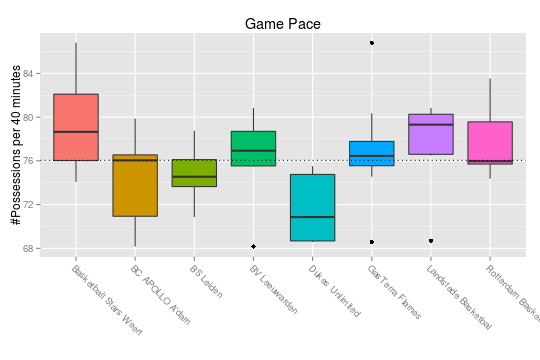 Game Pace
#Possessions per 40 minutes
84
80
76
72
68
Basketball Stars Weert
BC APOLLO A'dam
BS Leiden
BV Leeuwarden
Dukes Unlimited
GasTerra Flames
Landstede Basketbal
Rotterdam